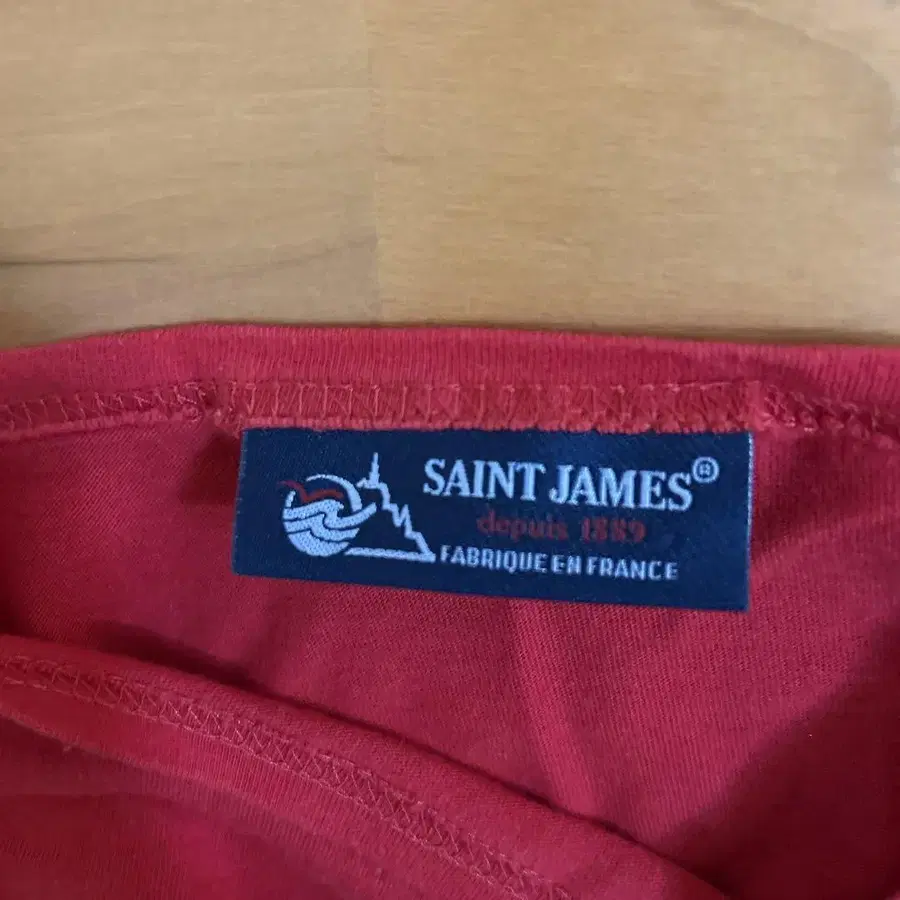 SAINT JAMES®
depuis 1889
FABRIQUE EN FRANCE